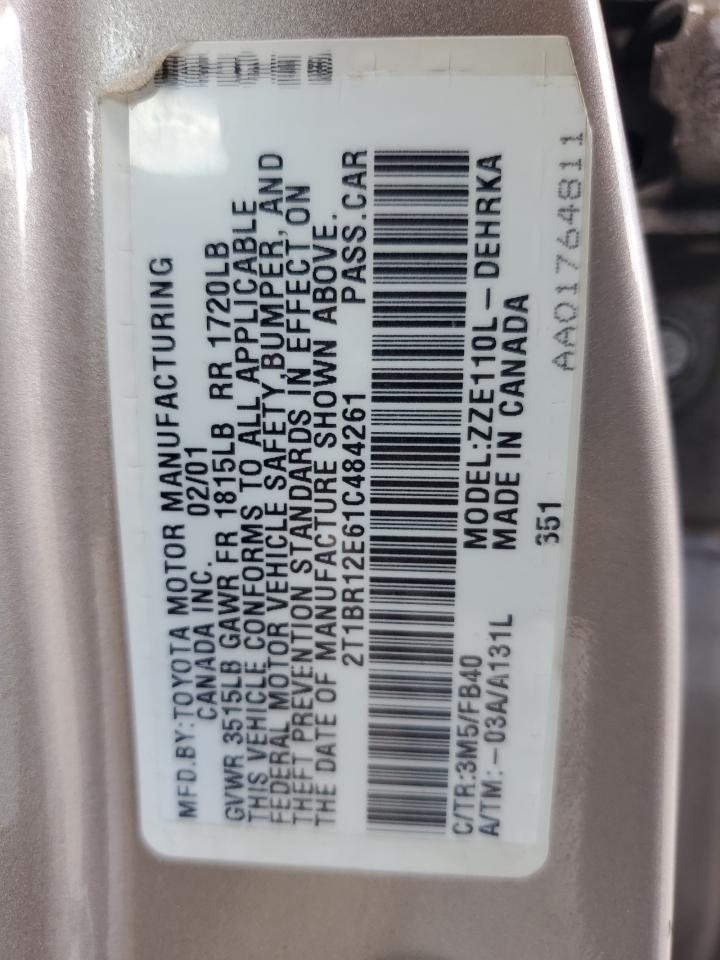 MFD.BY:TOYOTA MOTOR MANUFACTURING
CANADA INC. 02/01
GVWR 3515LB GAWR FR 1815LB RR 1720LB
THIS VEHICLE CONFORMS TO ALL APPLICABLE
FEDERAL MOTOR VEHICLE SAFETY, BUMPER, AND
THEFT PREVENTION STANDARDS IN EFFECT ON
THE DATE OF MANUFACTURE SHOWN ABOVE.
2T1BR12E61C484261 PASS.CAR
C/TR:3M5/FB40 MODEL:ZZE110L-DEHRKA
A/TM:-03A/A131L MADE IN CANADA
351
AA01764811